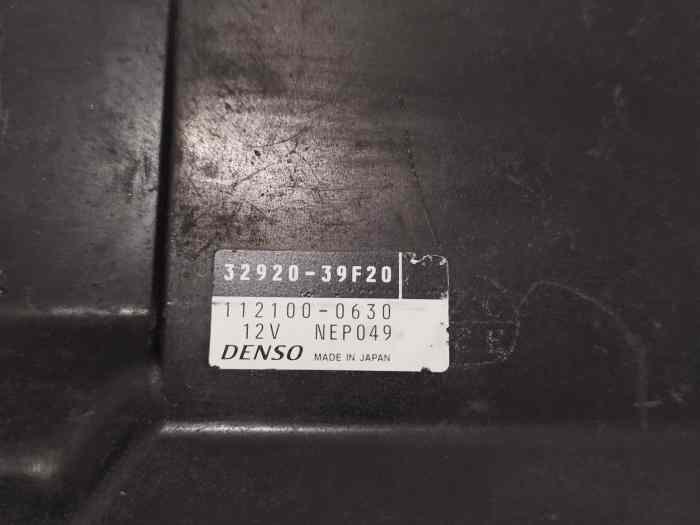 32920-39F20
112100-0630
12V NEP049
DENSO MADE IN JAPAN